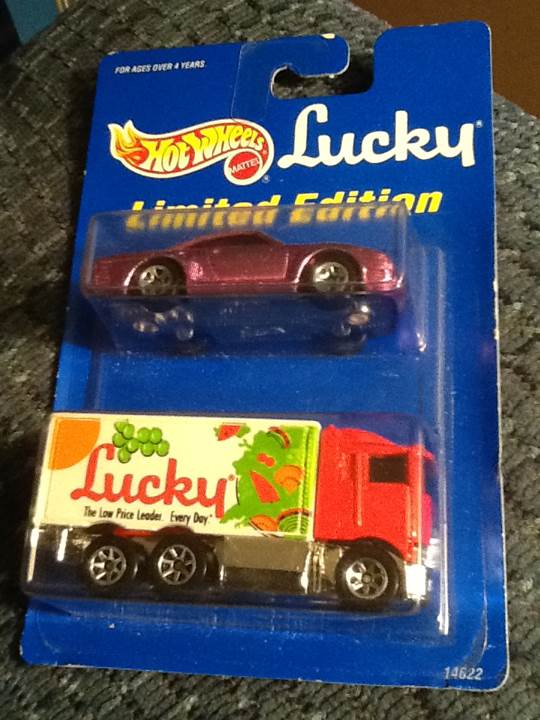 FOR AGES OVER 4 YEARS.
HOT WHEELS
MATTEL
®
Lucky®
Limited Edition
Lucky®
The Low Price Leader. Every Day.
14622